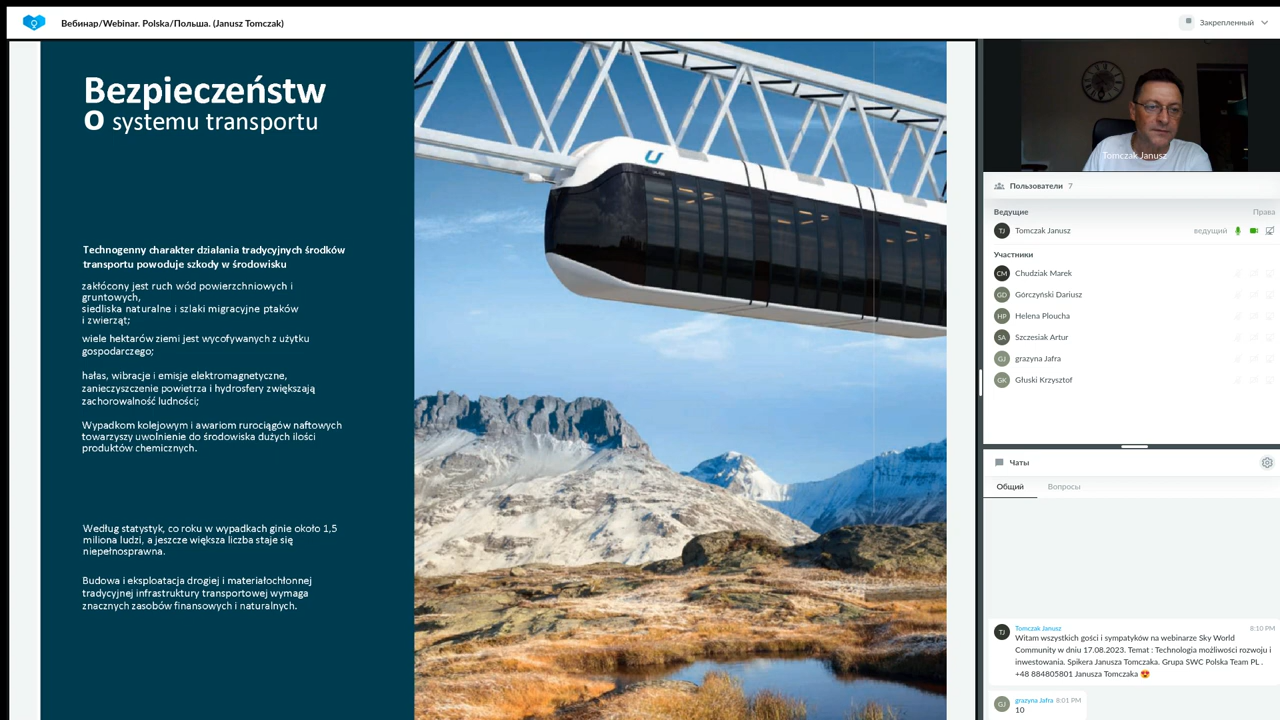 Вебинар/Webinar. Polska/Польша. (Janusz Tomczak)
Закрепленный
Bezpieczeństw
o systemu transportu
Technogenny charakter działania tradycyjnych środków
transportu powoduje szkody w środowisku
zakłócony jest ruch wód powierzchniowych i
gruntowych,
siedliska naturalne i szlaki migracyjne ptaków
i zwierząt;
wiele hektarów ziemi jest wycofywanych z użytku
gospodarczego;
hałas, wibracje i emisje elektromagnetyczne,
zanieczyszczenie powietrza i hydrosfery zwiększają
zachorowalność ludności;
Wypadkom kolejowym i awariom rurociągów naftowych
towarzyszy uwolnienie do środowiska dużych ilości
produktów chemicznych.
Według statystyk, co roku w wypadkach ginie około 1,5
miliona ludzi, a jeszcze większa liczba staje się
niepełnosprawna.
Budowa i eksploatacja drogiej i materiałochłonnej
tradycyjnej infrastruktury transportowej wymaga
znacznych zasobów finansowych i naturalnych.
Tomczak Janusz
Пользователи 7
Ведущие Права
TJ Tomczak Janusz ведущий
Участники
CM Chudziak Marek
GD Górczyński Dariusz
HP Helena Ploucha
SA Szczesiak Artur
GJ grazyna Jafra
GK Głuski Krzysztof
Чаты
Общий Вопросы
TJ Tomczak Janusz 8:10 PM
Witam wszystkich gości i sympatyków na webinarze Sky World
Community w dniu 17.08.2023. Temat : Technologia możliwości rozwoju i
inwestowania. Spikera Janusza Tomczaka. Grupa SWC Polska Team PL .
+48 884805801 Janusza Tomczaka 😍
GJ grazyna Jafra 8:01 PM
10